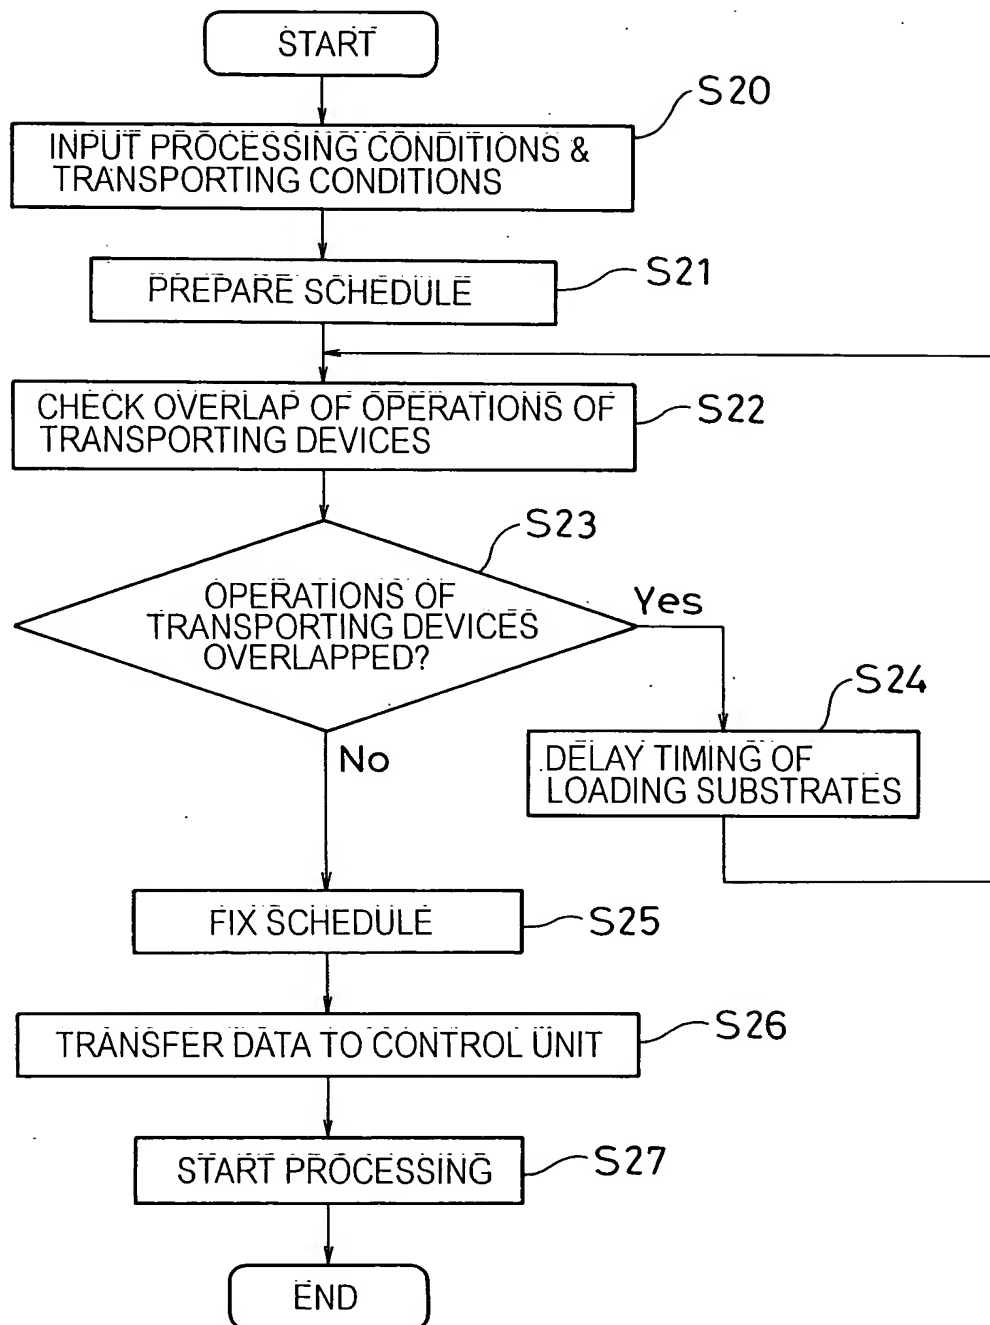 START
S20
INPUT PROCESSING CONDITIONS &
TRANSPORTING CONDITIONS
S21
PREPARE SCHEDULE
CHECK OVERLAP OF OPERATIONS OF
TRANSPORTING DEVICES
S22
S23
OPERATIONS OF
TRANSPORTING DEVICES
OVERLAPPED?
Yes
S24
DELAY TIMING OF
LOADING SUBSTRATES
No
FIX SCHEDULE
S25
TRANSFER DATA TO CONTROL UNIT
S26
START PROCESSING
S27
END